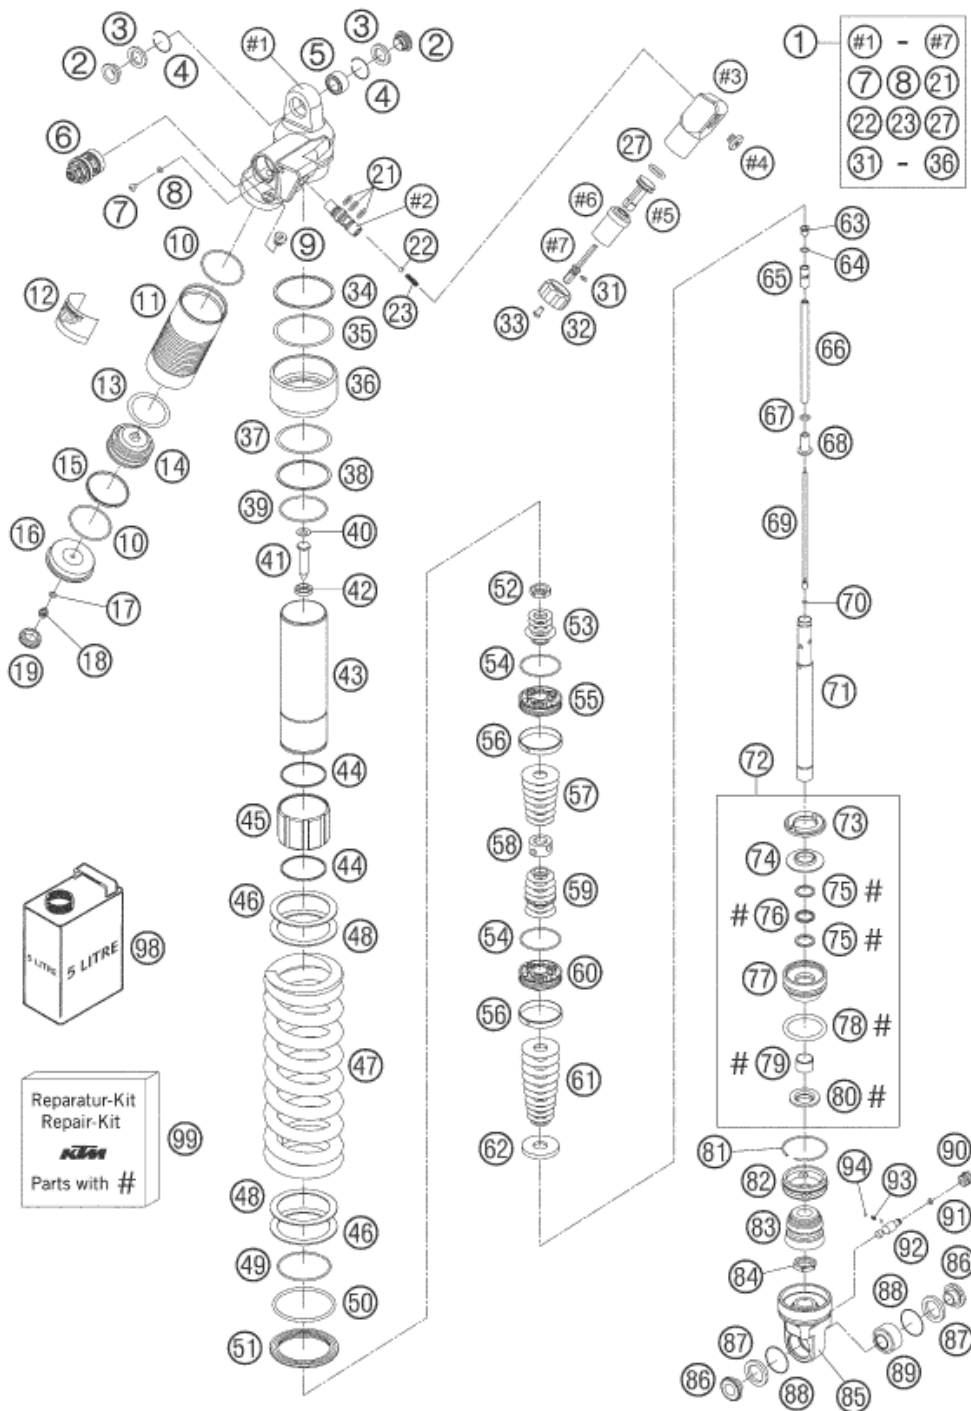 3 #1 5 3 2 1 #1 - #7
2 4 4 #3 7 8 21
6 27 #4 22 23 27
21 #6 31 - 36
7 8 #2 #5
10 9 22 #7 63
12 11 34 23 31 64
35 33 32 65
13 36 66
37 67
15 14 38 68
16 10 39 40 69
41 52 70
17 42 53
19 18 54 71
43 55
56 72
44 57 73
45 58 74
59 75 #
44 54 # 76
46 60 75 #
98 48 56 77
5 LITRE 5 LITRE
78 #
47 61 # 79
80 #
Reparatur-Kit
Repair-Kit
KTM
Parts with #
99
62 81 94 93 90
48 82 91
46 83 92
49 84 88 86
50 87
51 87 89
86 88 85